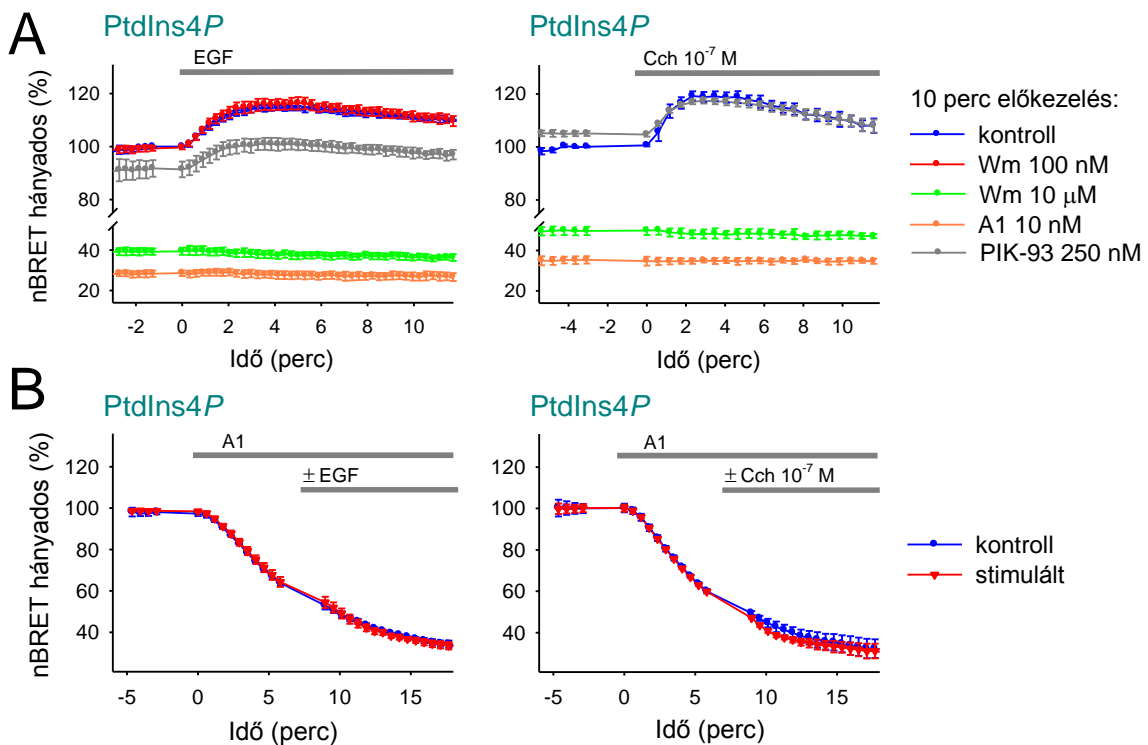 A
PtdIns4P
PtdIns4P
EGF
Cch 10-7 M
nBRET hányados (%)
120
100
80
40
20
-2 0 2 4 6 8 10
Idő (perc)
120
100
80
40
20
-4 -2 0 2 4 6 8 10
Idő (perc)
10 perc előkezelés:
kontroll
Wm 100 nM
Wm 10 μM
A1 10 nM
PIK-93 250 nM
B
PtdIns4P
PtdIns4P
A1
± EGF
A1
± Cch 10-7 M
nBRET hányados (%)
120
100
80
60
40
-5 0 5 10 15
Idő (perc)
120
100
80
60
40
-5 0 5 10 15
Idő (perc)
kontroll
stimulált